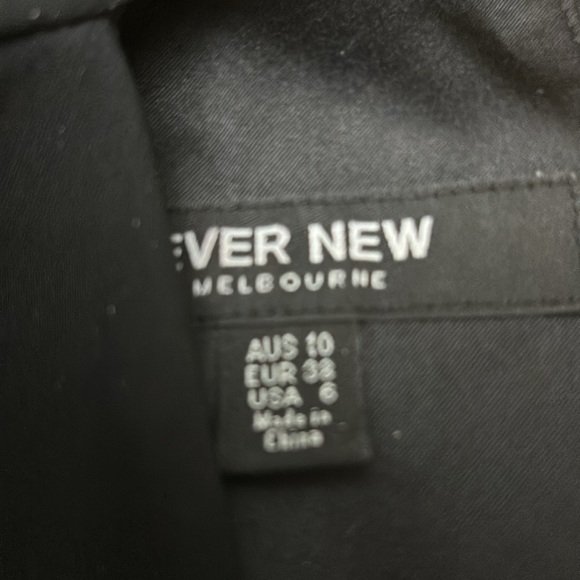 EVER NEW
MELBOURNE
AUS 10
EUR 38
USA 6
Made in
China